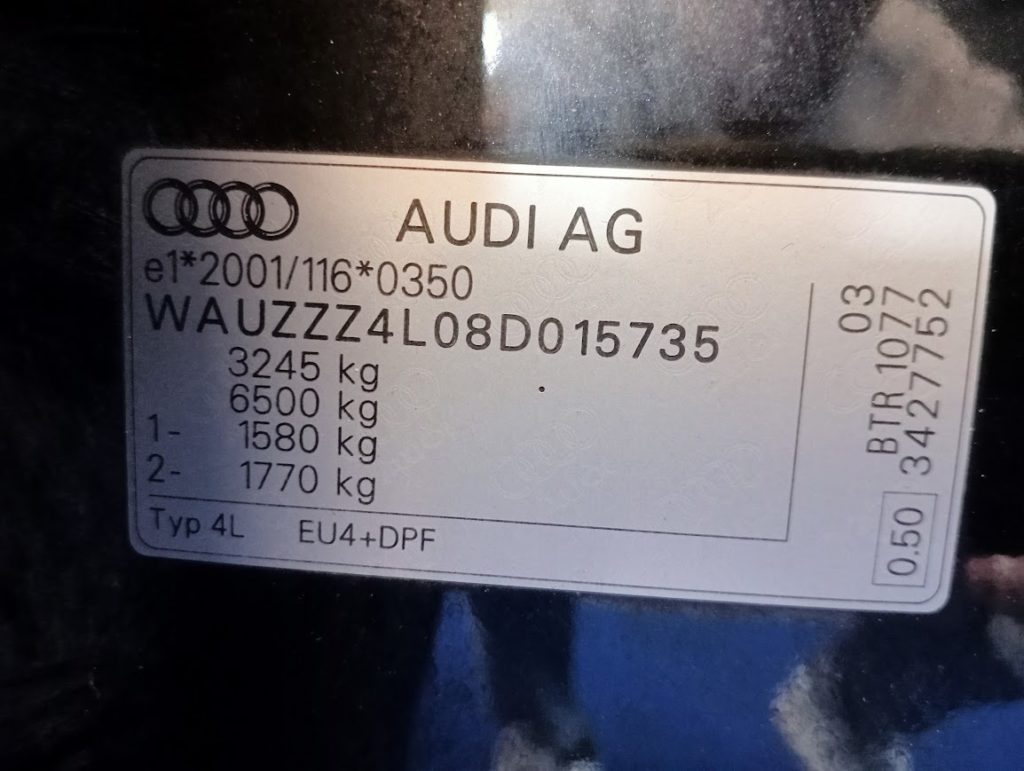 AUDI AG
e1*2001/116*0350
WAUZZZ4L08D015735
3245 kg
6500 kg
1- 1580 kg
2- 1770 kg
Typ 4L EU4+DPF
03
BTR 1077
3427752
0.50